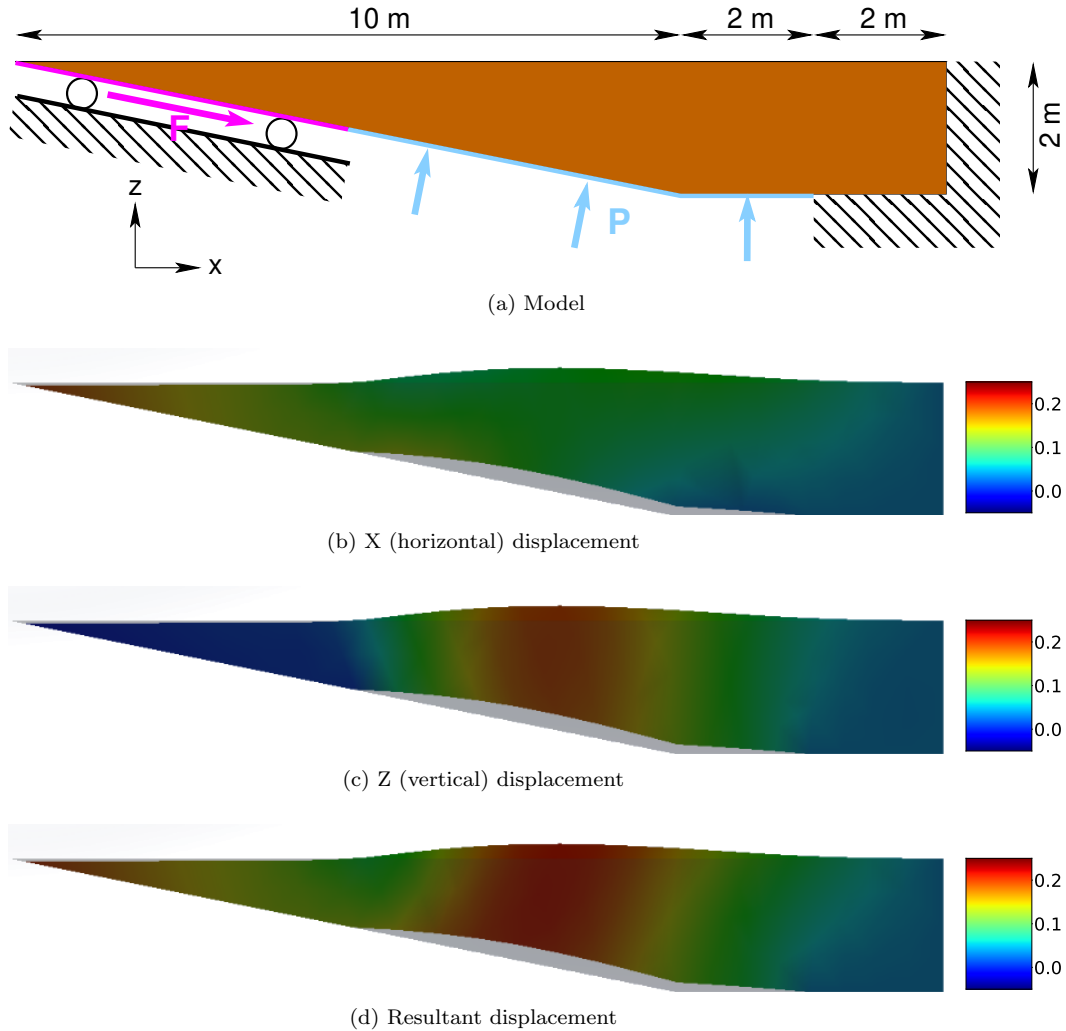 10 m 2 m 2 m
F
2 m
P
z
x
(a) Model
0.2
0.1
0.0
(b) X (horizontal) displacement
0.2
0.1
0.0
(c) Z (vertical) displacement
0.2
0.1
0.0
(d) Resultant displacement